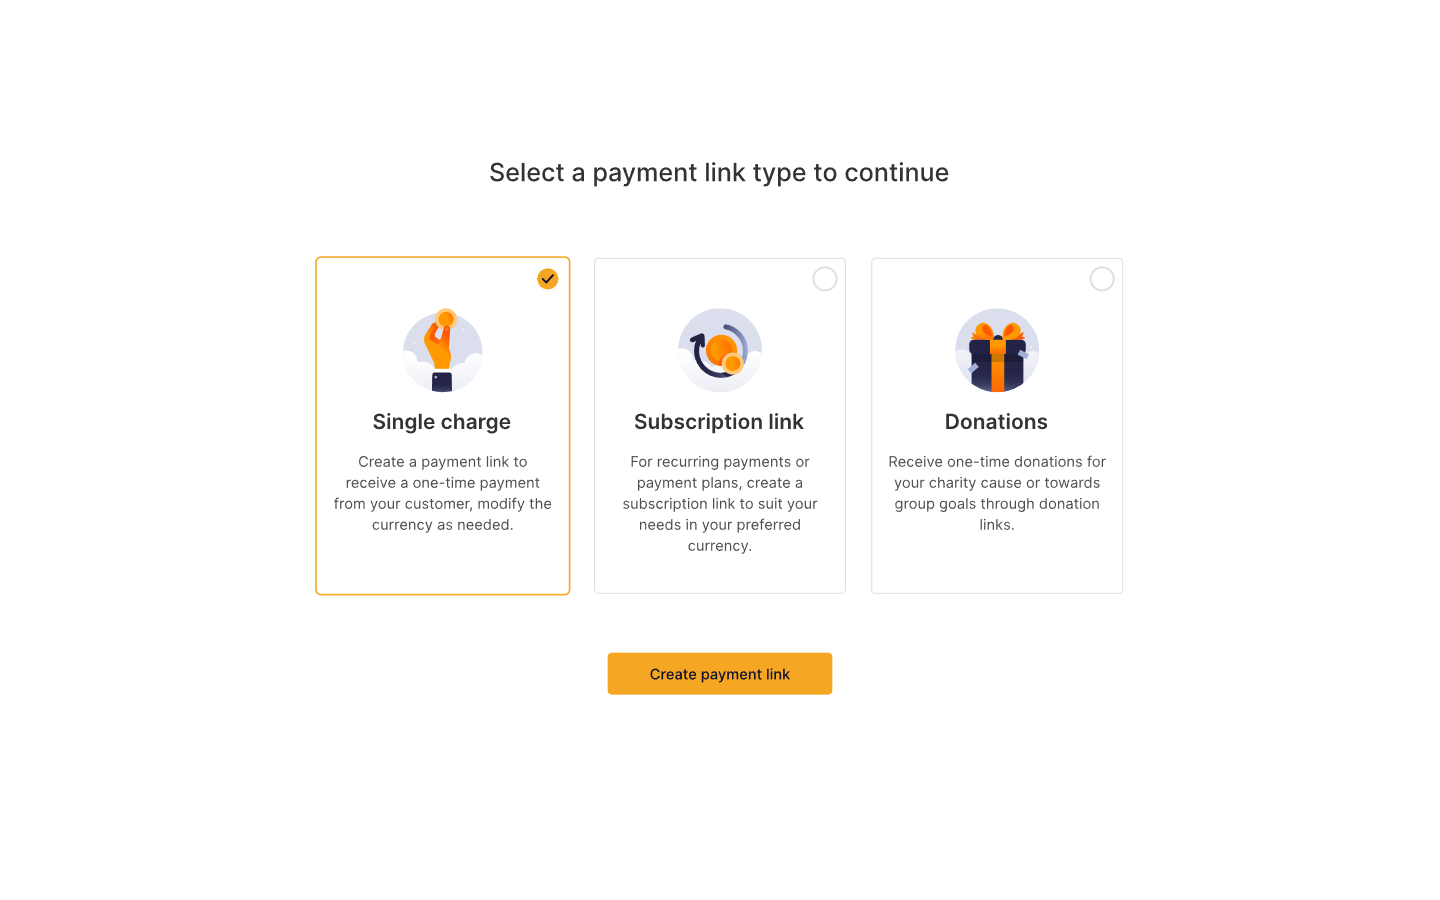 Select a payment link type to continue
Single charge
Create a payment link to
receive a one-time payment
from your customer, modify the
currency as needed.
Subscription link
For recurring payments or
payment plans, create a
subscription link to suit your
needs in your preferred
currency.
Donations
Receive one-time donations for
your charity cause or towards
group goals through donation
links.
Create payment link